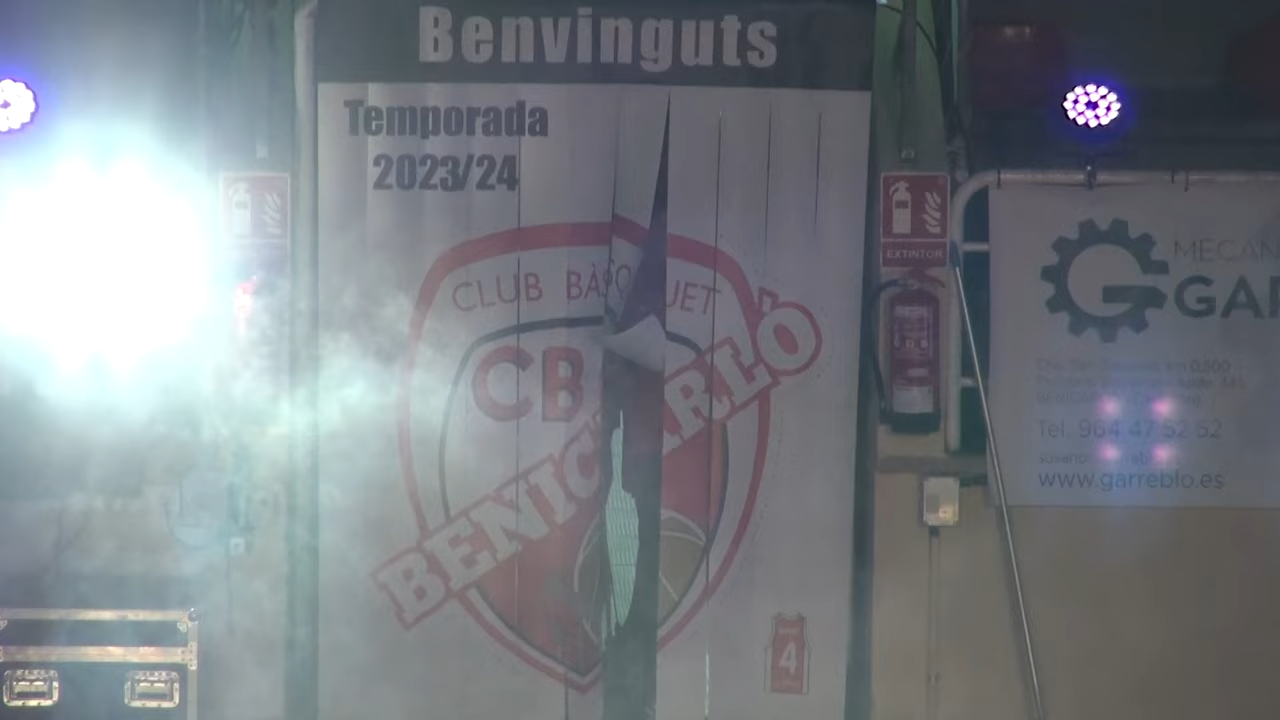 Benvinguts
Temporada
2023/24
CLUB BÀSQUET
CB
BENICARLÓ
4
EXTINTOR
MECAN
GAR
Tel. 964 47 52 52
www.garreblo.es